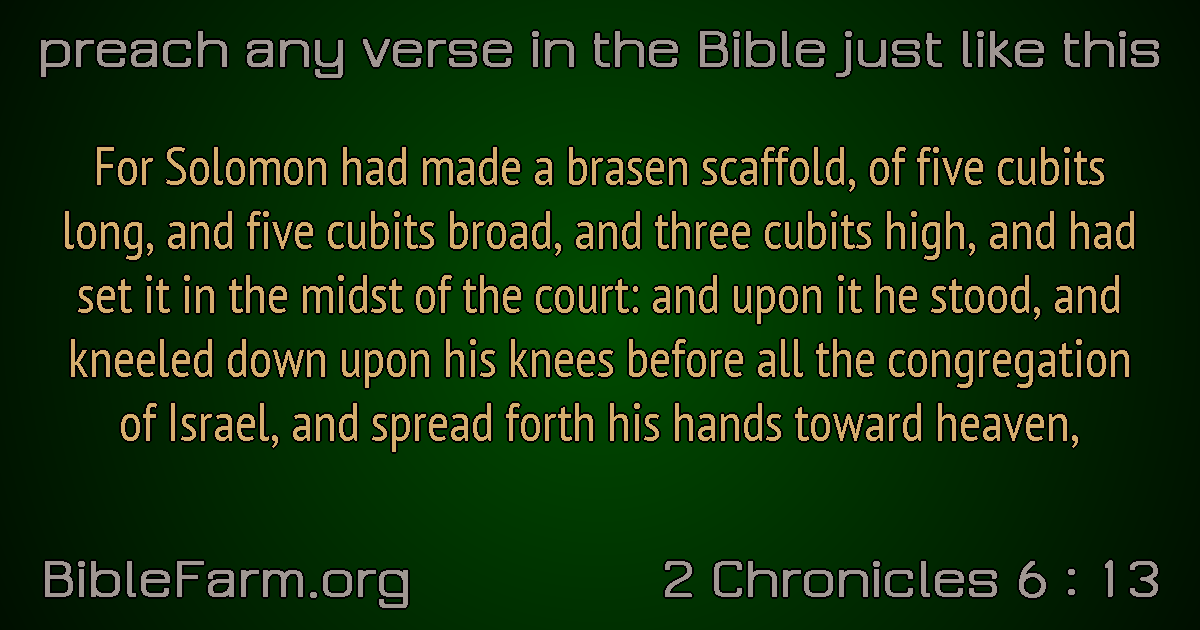 preach any verse in the Bible just like this
For Solomon had made a brasen scaffold, of five cubits
long, and five cubits broad, and three cubits high, and had
set it in the midst of the court: and upon it he stood, and
kneeled down upon his knees before all the congregation
of Israel, and spread forth his hands toward heaven,
BibleFarm.org
2 Chronicles 6 : 13